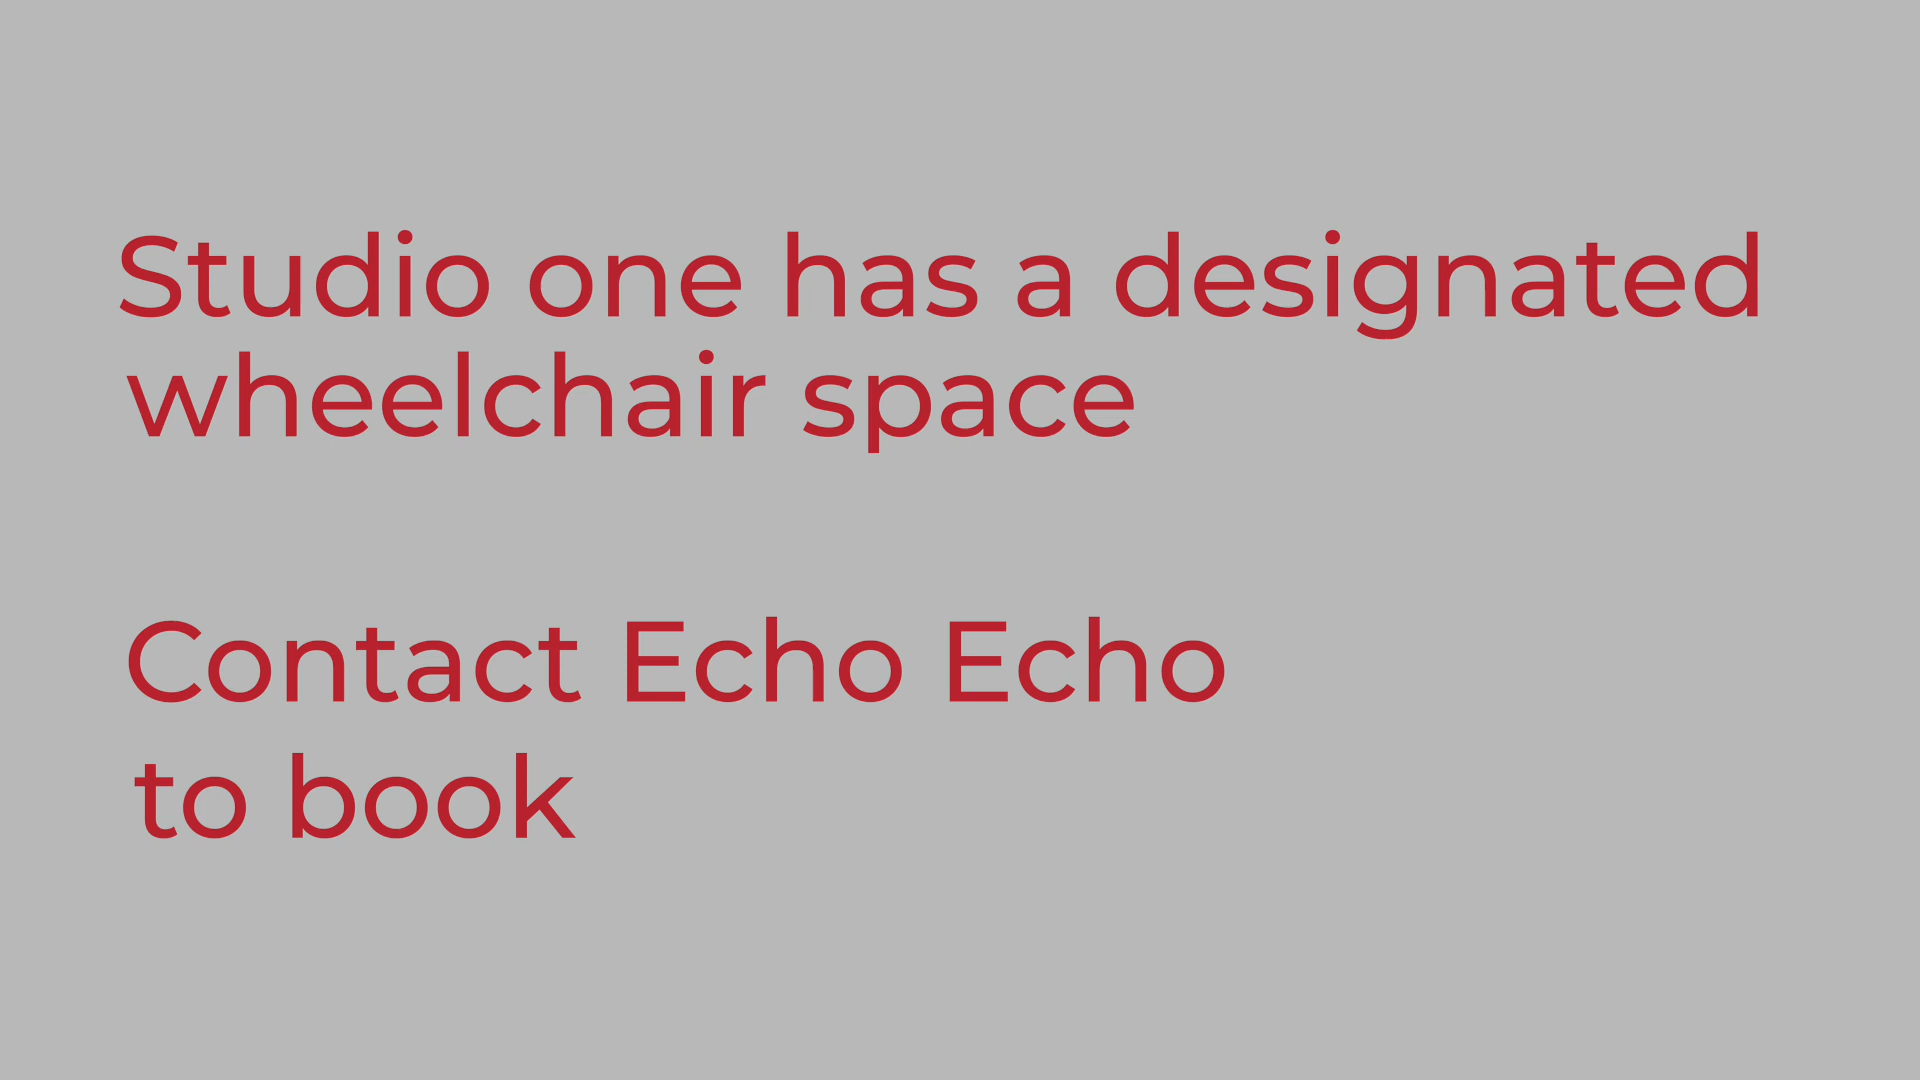 Studio one has a designated
wheelchair space
Contact Echo Echo
to book